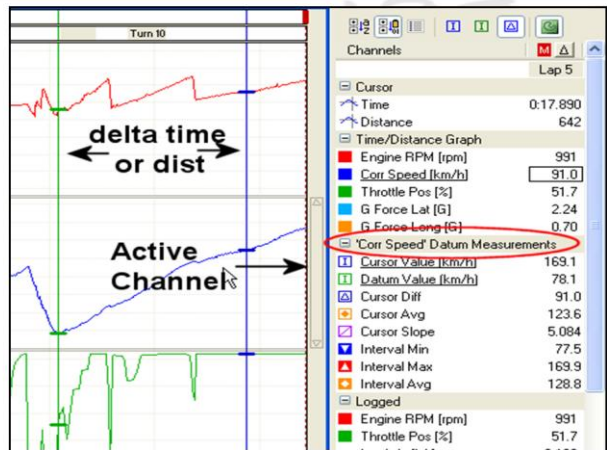 Turn 10
delta time
or dist
Active
Channel
Channels M
Lap 5
Cursor
Time 0:17.890
Distance 642
Time/Distance Graph
Engine RPM [rpm] 991
Corr Speed [km/h] 91.0
Throttle Pos [%] 51.7
G Force Lat [G] 2.24
G Force Long [G] 0.70
'Corr Speed' Datum Measurements
Cursor Value [km/h] 169.1
Datum Value [km/h] 78.1
Cursor Diff 91.0
Cursor Avg 123.6
Cursor Slope 5.084
Interval Min 77.5
Interval Max 169.9
Interval Avg 128.8
Logged
Engine RPM [rpm] 991
Throttle Pos [%] 51.7